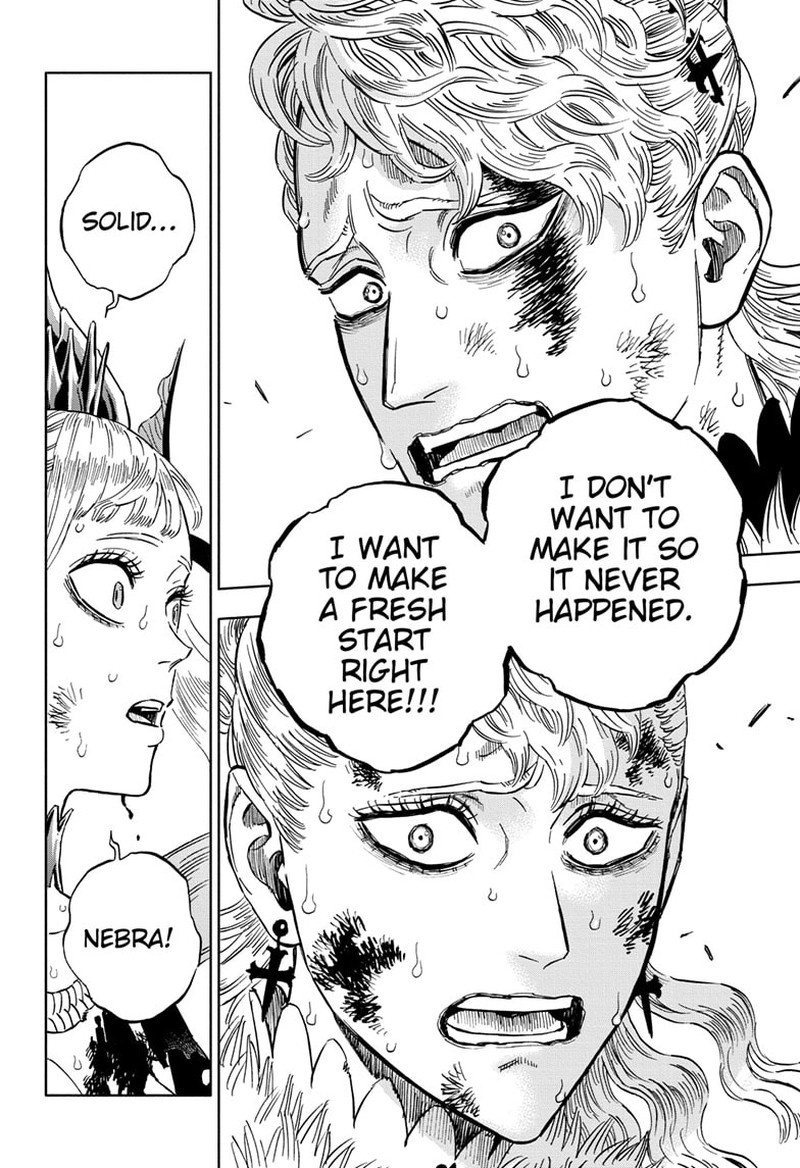 I DON'T
WANT TO
MAKE IT SO
IT NEVER
HAPPENED.
I WANT
TO MAKE
A FRESH
START
RIGHT
HERE!!!
SOLID...
NEBRA!